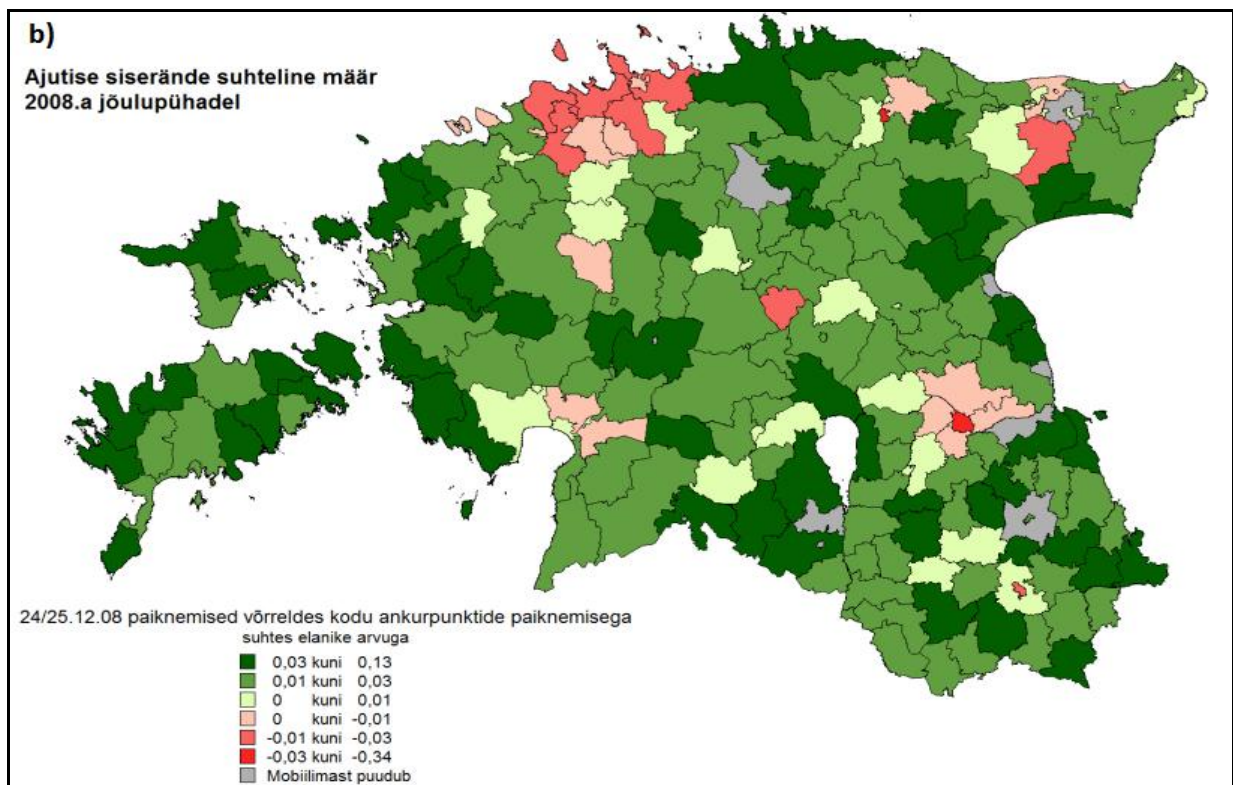 b)
Ajutise siserände suhteline määr
2008.a jõulupühadel
24/25.12.08 paiknemised võrreldes kodu ankurpunktide paiknemisega
suhtes elanike arvuga
0,03 kuni 0,13
0,01 kuni 0,03
0 kuni 0,01
0 kuni -0,01
-0,01 kuni -0,03
-0,03 kuni -0,34
Mobiilimast puudub